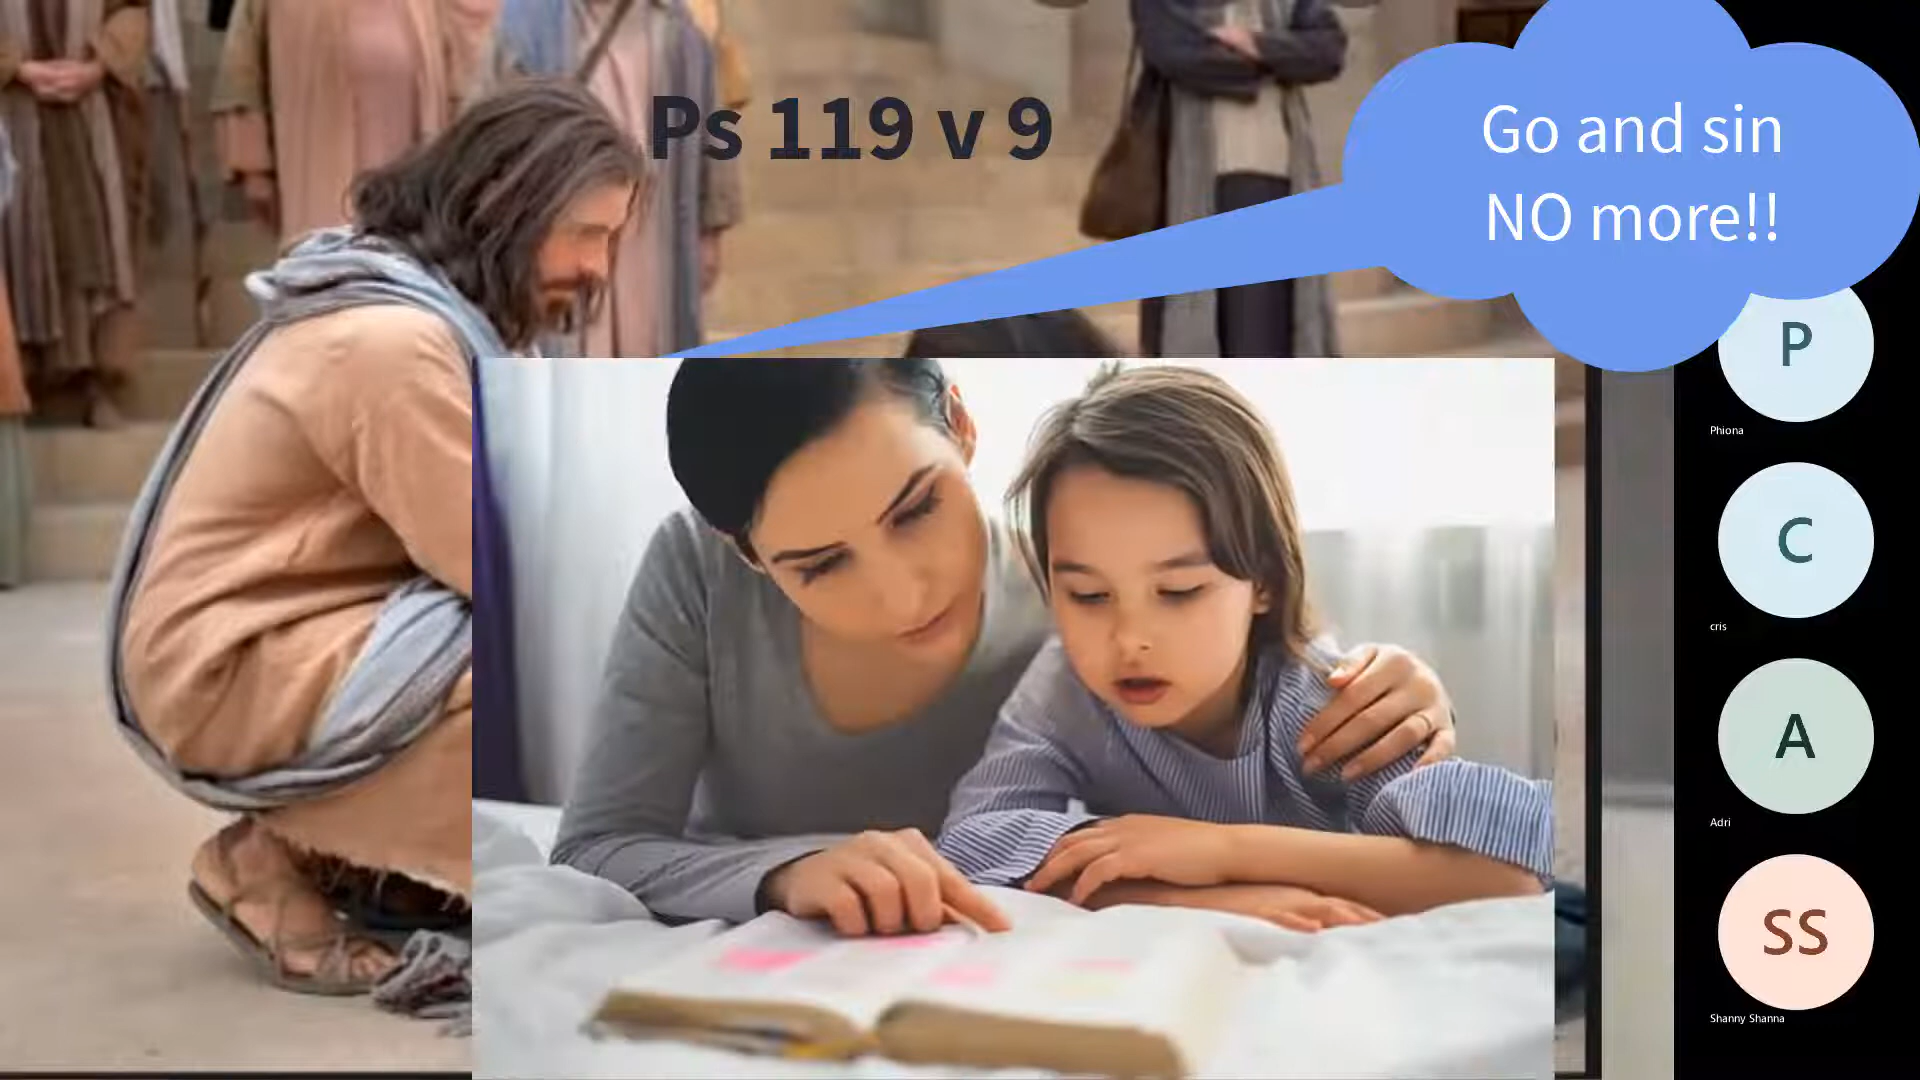 Ps 119 v 9
Go and sin
NO more!!
P
Phiona
C
cris
A
Adri
SS
Shanny Shanna